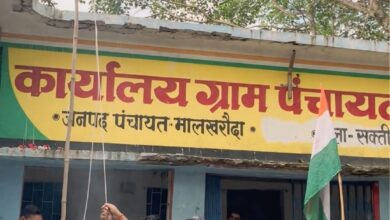 कार्यालय ग्राम पंचायत
जनपद पंचायत-मालखरौदा
-सक्ती